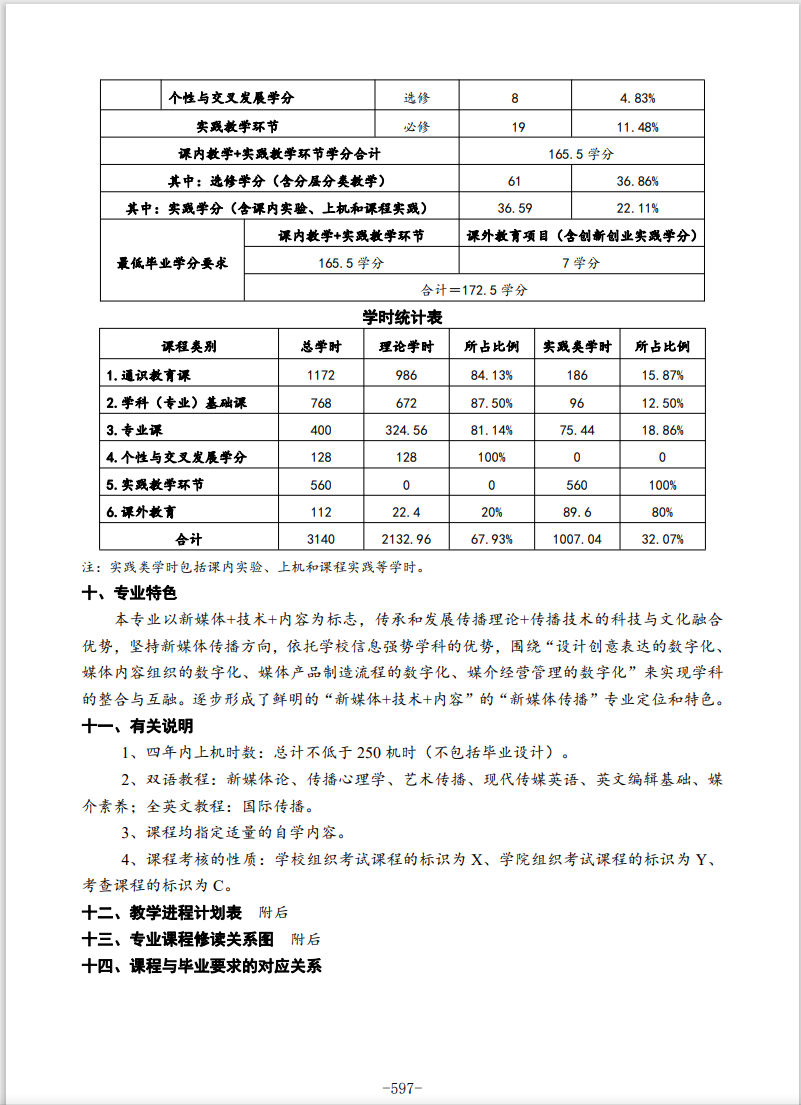 个性与交叉发展学分 选修 8 4.83%
实践教学环节 必修 19 11.48%
课内教学+实践教学环节学分合计 165.5 学分
其中：选修学分（含分层分类教学） 61 36.86%
其中：实践学分（含课内实验、上机和课程实践） 36.59 22.11%
最低毕业学分要求 课内教学+实践教学环节 课外教育项目（含创新创业实践学分）
165.5 学分 7 学分
合计＝172.5 学分
学时统计表
课程类别 总学时 理论学时 所占比例 实践类学时 所占比例
1.通识教育课 1172 986 84.13% 186 15.87%
2.学科（专业）基础课 768 672 87.50% 96 12.50%
3.专业课 400 324.56 81.14% 75.44 18.86%
4.个性与交叉发展学分 128 128 100% 0 0
5.实践教学环节 560 0 0 560 100%
6.课外教育 112 22.4 20% 89.6 80%
合计 3140 2132.96 67.93% 1007.04 32.07%
注：实践类学时包括课内实验、上机和课程实践等学时。
十、专业特色
本专业以新媒体+技术+内容为标志，传承和发展传播理论+传播技术的科技与文化融合
优势，坚持新媒体传播方向，依托学校信息强势学科的优势，围绕“设计创意表达的数字化、
媒体内容组织的数字化、媒体产品制造流程的数字化、媒介经营管理的数字化”来实现学科
的整合与互融。逐步形成了鲜明的“新媒体+技术+内容”的“新媒体传播”专业定位和特色。
十一、有关说明
1、四年内上机时数：总计不低于 250 机时（不包括毕业设计）。
2、双语教程：新媒体论、传播心理学、艺术传播、现代传媒英语、英文编辑基础、媒
介素养；全英文教程：国际传播。
3、课程均指定适量的自学内容。
4、课程考核的性质：学校组织考试课程的标识为 X、学院组织考试课程的标识为 Y、
考查课程的标识为 C。
十二、教学进程计划表 附后
十三、专业课程修读关系图 附后
十四、课程与毕业要求的对应关系
-597-